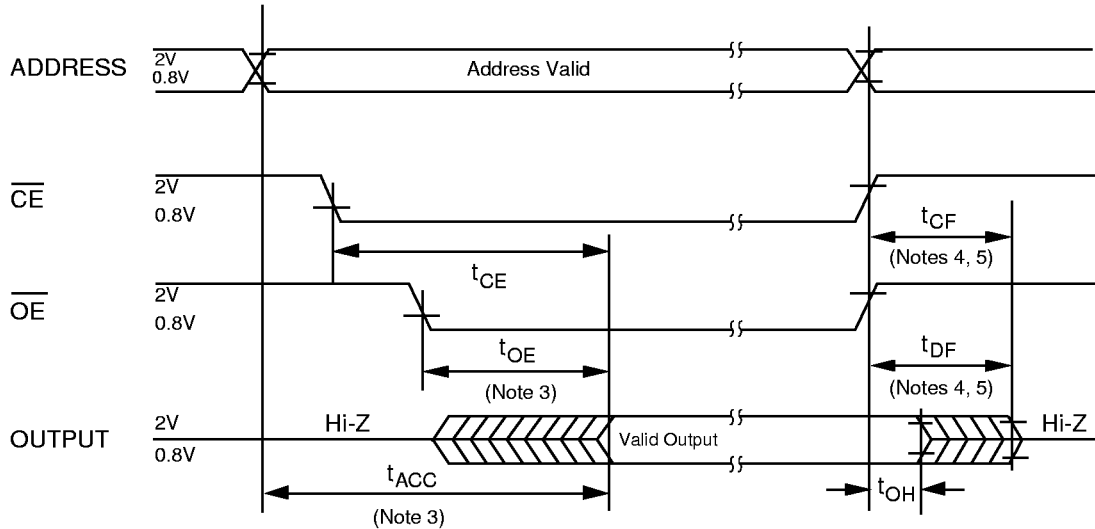 ADDRESS
2V
0.8V
Address Valid
CE
2V
0.8V
tCF
(Notes 4, 5)
tCE
OE
2V
0.8V
tOE
(Note 3)
tDF
(Notes 4, 5)
OUTPUT
2V
0.8V
Hi-Z
Valid Output
Hi-Z
tACC
(Note 3)
tOH